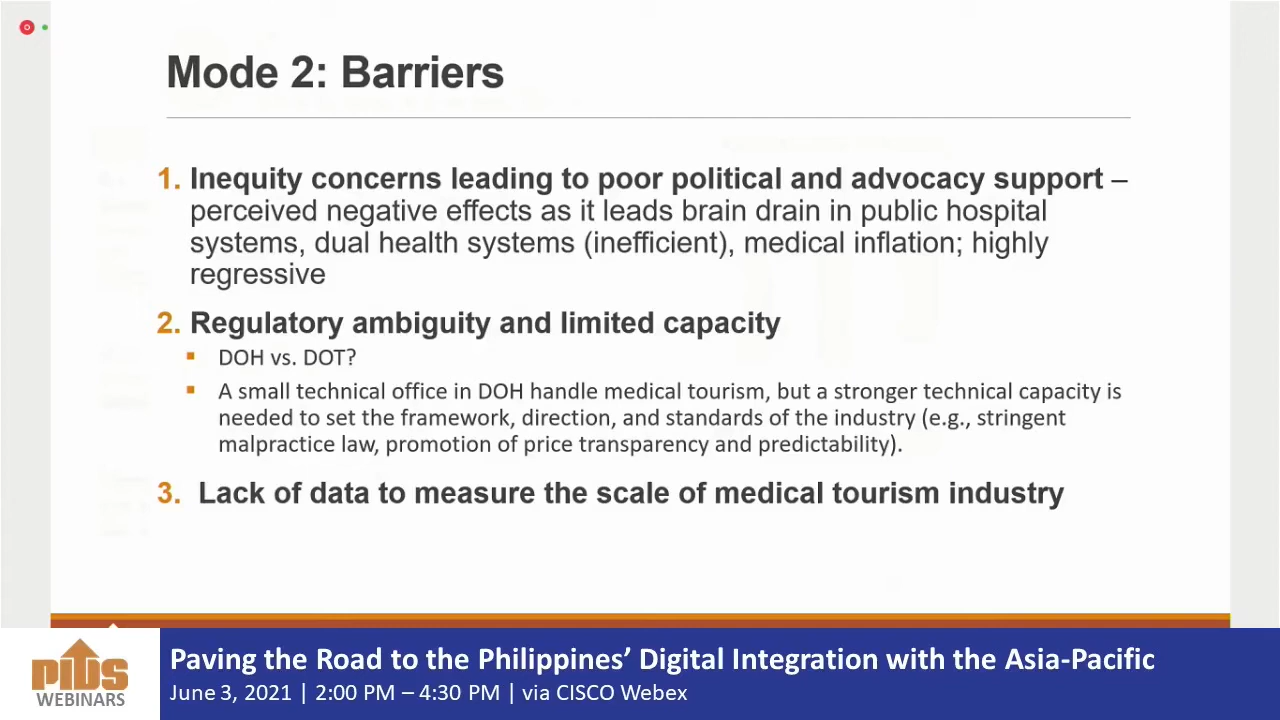 Mode 2: Barriers
1. Inequity concerns leading to poor political and advocacy support –
perceived negative effects as it leads brain drain in public hospital
systems, dual health systems (inefficient), medical inflation; highly
regressive
2. Regulatory ambiguity and limited capacity
▪ DOH vs. DOT?
▪ A small technical office in DOH handle medical tourism, but a stronger technical capacity is
needed to set the framework, direction, and standards of the industry (e.g., stringent
malpractice law, promotion of price transparency and predictability).
3. Lack of data to measure the scale of medical tourism industry
PIDS
WEBINARS
Paving the Road to the Philippines’ Digital Integration with the Asia-Pacific
June 3, 2021 | 2:00 PM – 4:30 PM | via CISCO Webex